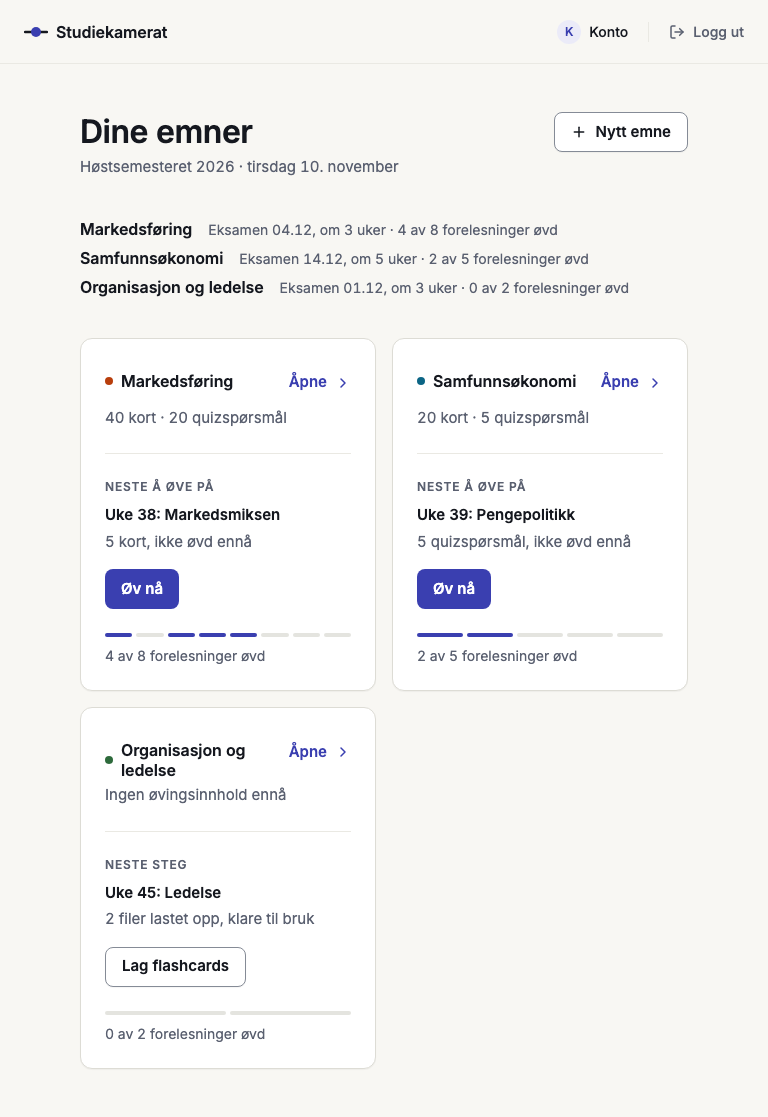 Studiekamerat
K Konto
Logg ut
Dine emner
Nytt emne
Høstsemesteret 2026 · tirsdag 10. november
Markedsføring Eksamen 04.12, om 3 uker · 4 av 8 forelesninger øvd
Samfunnsøkonomi Eksamen 14.12, om 5 uker · 2 av 5 forelesninger øvd
Organisasjon og ledelse Eksamen 01.12, om 3 uker · 0 av 2 forelesninger øvd
Markedsføring Åpne
40 kort · 20 quizspørsmål
NESTE Å ØVE PÅ
Uke 38: Markedsmiksen
5 kort, ikke øvd ennå
Øv nå
4 av 8 forelesninger øvd
Samfunnsøkonomi Åpne
20 kort · 5 quizspørsmål
NESTE Å ØVE PÅ
Uke 39: Pengepolitikk
5 quizspørsmål, ikke øvd ennå
Øv nå
2 av 5 forelesninger øvd
Organisasjon og Åpne
ledelse
Ingen øvingsinnhold ennå
NESTE STEG
Uke 45: Ledelse
2 filer lastet opp, klare til bruk
Lag flashcards
0 av 2 forelesninger øvd